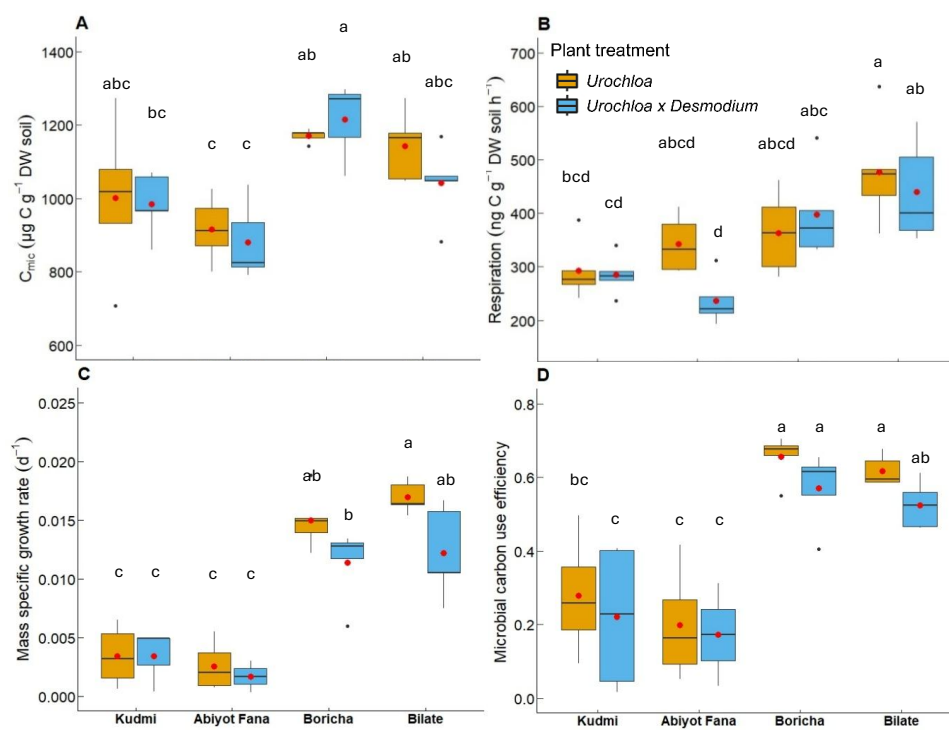 A
Cmic (µg C g−1 DW soil)
1400
1200
1000
800
600
abc
bc
c
c
ab
a
ab
abc
B
Respiration (ng C g−1 DW soil h−1)
700
600
500
400
300
200
Plant treatment
Urochloa
Urochloa x Desmodium
bcd
cd
abcd
d
abcd
abc
a
ab
C
Mass specific growth rate (d−1)
0.025
0.020
0.015
0.010
0.005
0.000
c
c
c
c
ab
b
a
ab
Kudmi
Abiyot Fana
Boricha
Bilate
D
Microbial carbon use efficiency
0.8
0.6
0.4
0.2
0.0
bc
c
c
c
a
a
a
ab
Kudmi
Abiyot Fana
Boricha
Bilate